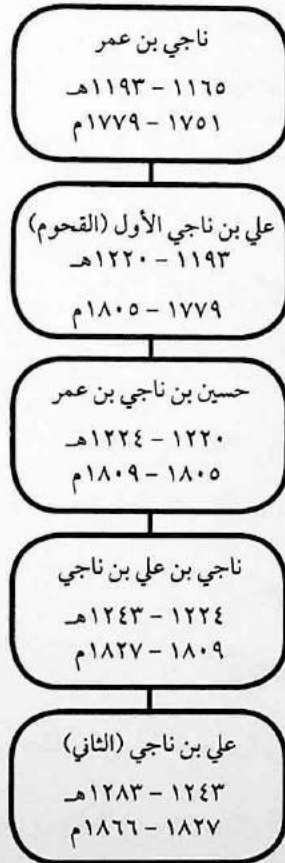 ناجي بن عمر
١١٦٥ - ١١٩٣هـ
١٧٥١ - ١٧٧٩م
علي بن ناجي الأول (القحوم)
١١٩٣ - ١٢٢٠هـ
١٧٧٩ - ١٨٠٥م
حسين بن ناجي بن عمر
١٢٢٠ - ١٢٢٤هـ
١٨٠٥ - ١٨٠٩م
ناجي بن علي بن ناجي
١٢٢٤ - ١٢٤٣هـ
١٨٠٩ - ١٨٢٧م
علي بن ناجي (الثاني)
١٢٤٣ - ١٢٨٣هـ
١٨٢٧ - ١٨٦٦م